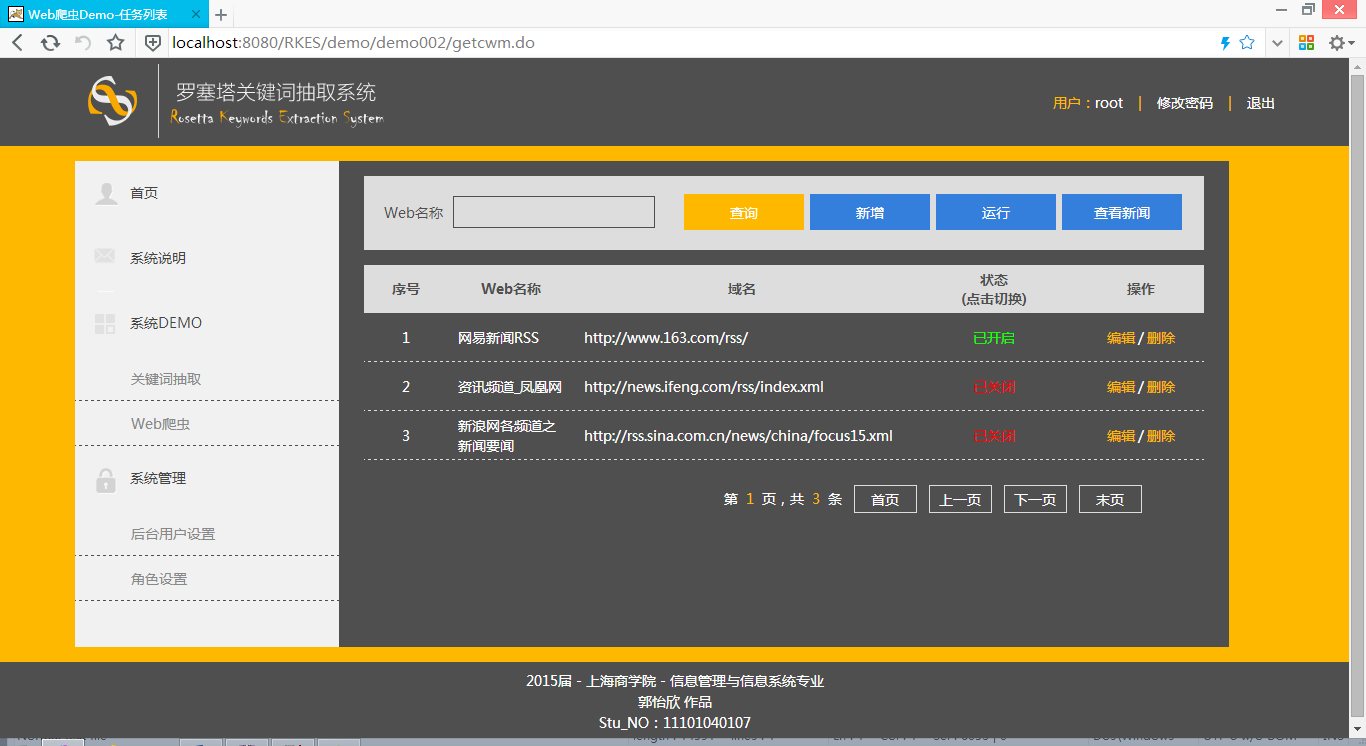 Web爬虫Demo-任务列表
localhost:8080/RKES/demo/demo002/getcwm.do
罗塞塔关键词抽取系统
Rosetta Keywords Extraction System
用户：root | 修改密码 | 退出
首页
系统说明
系统DEMO
关键词抽取
Web爬虫
系统管理
后台用户设置
角色设置
Web名称 查询 新增 运行 查看新闻
序号 Web名称 域名 状态 操作
(点击切换)
1 网易新闻RSS http://www.163.com/rss/ 已开启 编辑/删除
2 资讯频道_凤凰网 http://news.ifeng.com/rss/index.xml 已关闭 编辑/删除
3 新浪网各频道之 http://rss.sina.com.cn/news/china/focus15.xml 已关闭 编辑/删除
新闻要闻
第 1 页，共 3 条 首页 上一页 下一页 末页
2015届 - 上海商学院 - 信息管理与信息系统专业
郭怡欣 作品
Stu_NO：11101040107